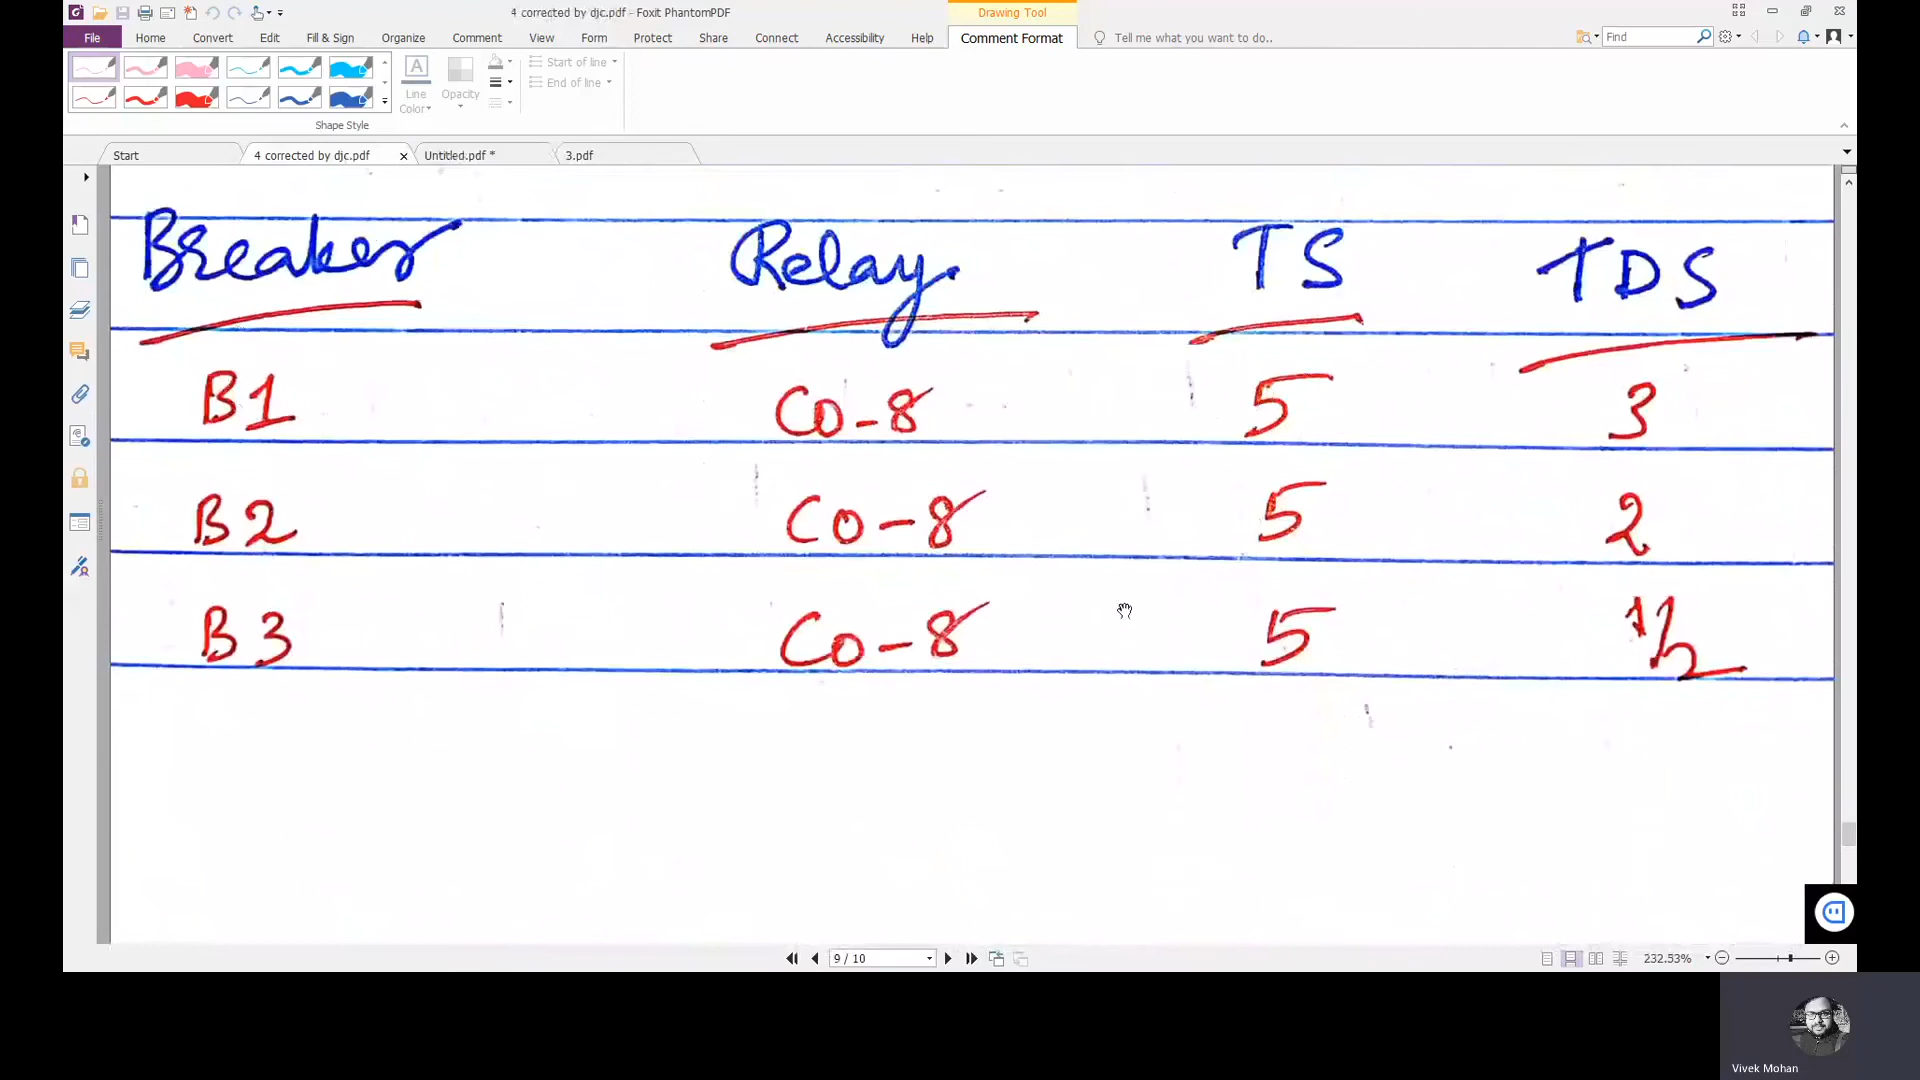 4 corrected by djc.pdf - Foxit PhantomPDF
Drawing Tool
File Home Convert Edit Fill & Sign Organize Comment View Form Protect Share Connect Accessibility Help Comment Format Tell me what you want to do.. Find
Line Color
Opacity
Start of line
End of line
Shape Style
Start 4 corrected by djc.pdf Untitled.pdf * 3.pdf
Breaker Relay TS TDS
B1 CO-8 5 3
B2 CO-8 5 2
B3 CO-8 5 1/2
9 / 10 232.53%
Vivek Mohan